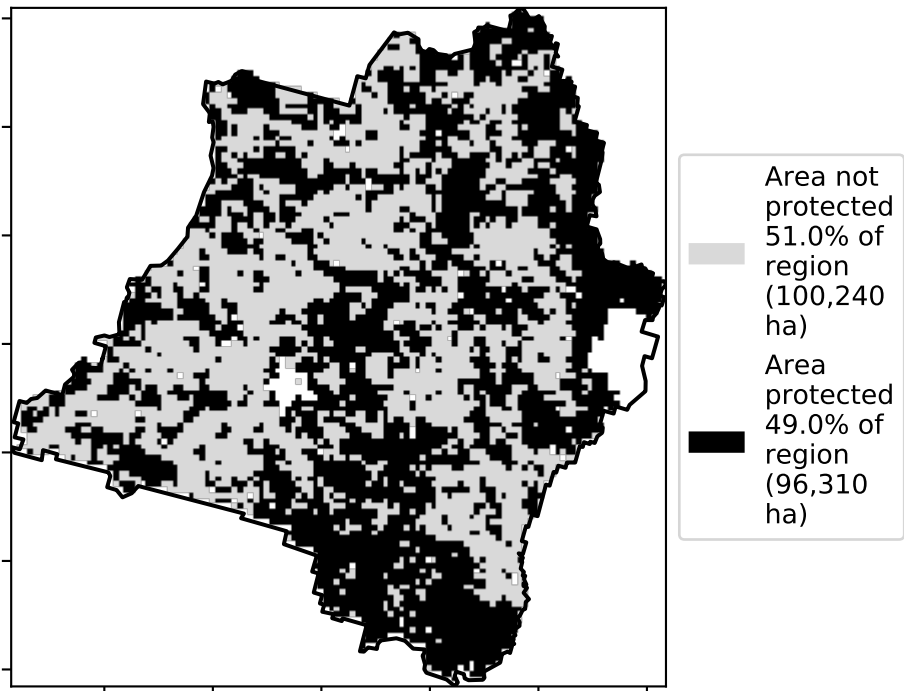 Area not
protected
51.0% of
region
(100,240
ha)
Area
protected
49.0% of
region
(96,310
ha)